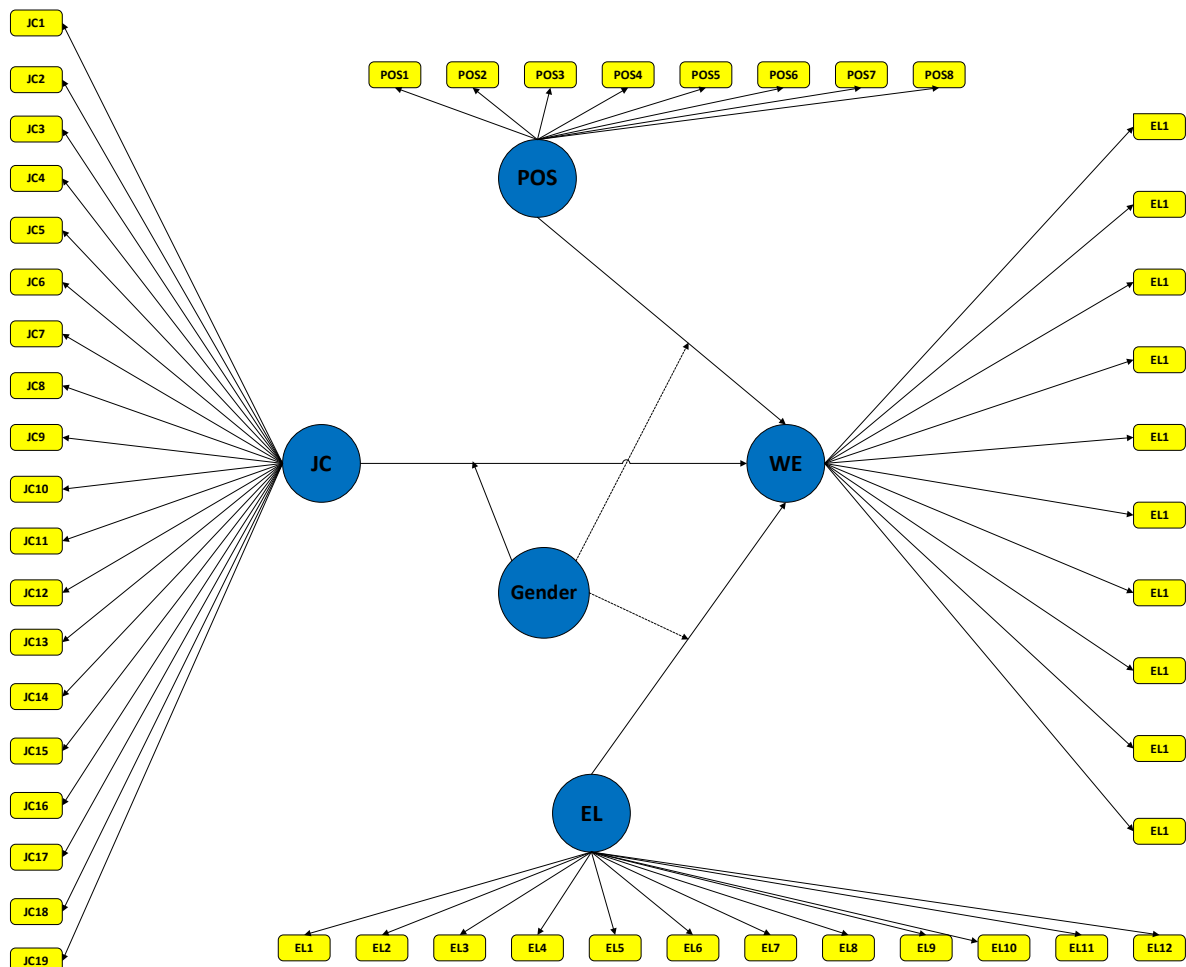 JC1
JC2
JC3
JC4
JC5
JC6
JC7
JC8
JC9
JC10
JC11
JC12
JC13
JC14
JC15
JC16
JC17
JC18
JC19
POS1 POS2 POS3 POS4 POS5 POS6 POS7 POS8
POS
JC
WE
Gender
EL
EL1
EL1
EL1
EL1
EL1
EL1
EL1
EL1
EL1
EL1
EL1 EL2 EL3 EL4 EL5 EL6 EL7 EL8 EL9 EL10 EL11 EL12